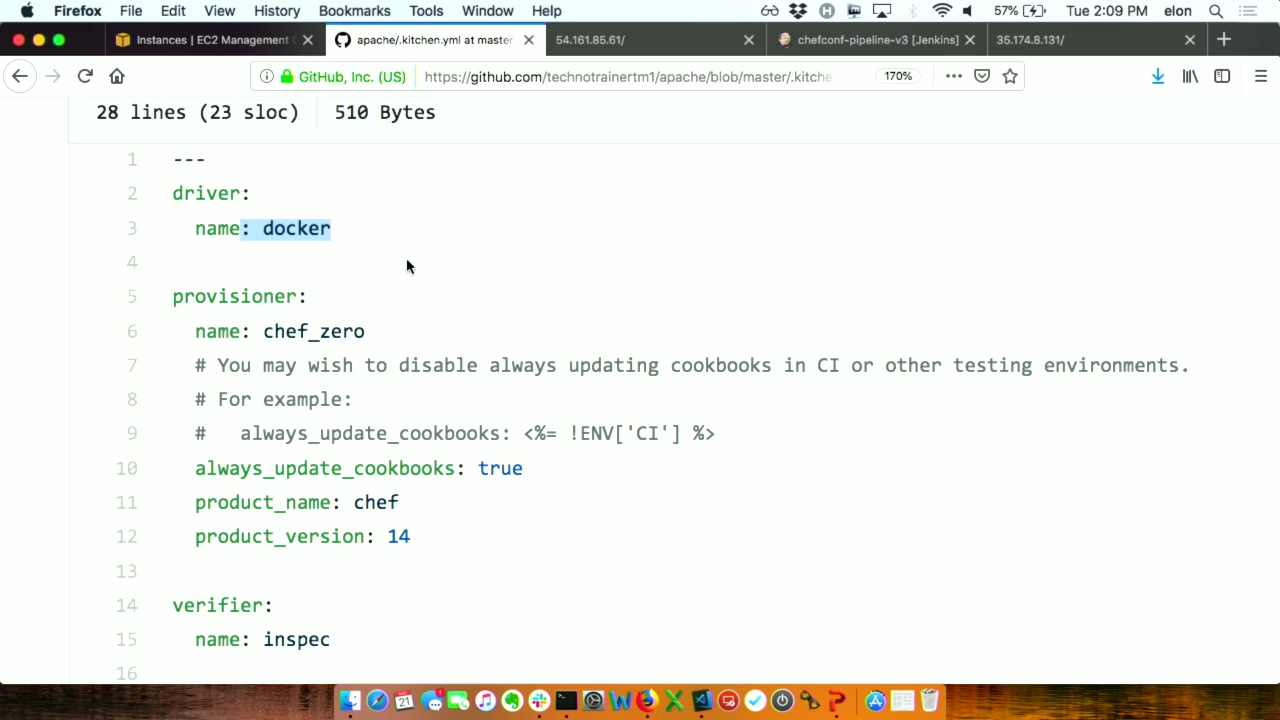 Firefox File Edit View History Bookmarks Tools Window Help 57% Tue 2:09 PM elon
Instances | EC2 Management C
apache/.kitchen.yml at master
54.161.85.61/
chefconf-pipeline-v3 [Jenkins]
35.174.8.131/
GitHub, Inc. (US) https://github.com/technotrainertm1/apache/blob/master/.kitche 170%
28 lines (23 sloc) 510 Bytes
1 ---
2 driver:
3 name: docker
4
5 provisioner:
6 name: chef_zero
7 # You may wish to disable always updating cookbooks in CI or other testing environments.
8 # For example:
9 # always_update_cookbooks: <%= !ENV['CI'] %>
10 always_update_cookbooks: true
11 product_name: chef
12 product_version: 14
13
14 verifier:
15 name: inspec
16
21